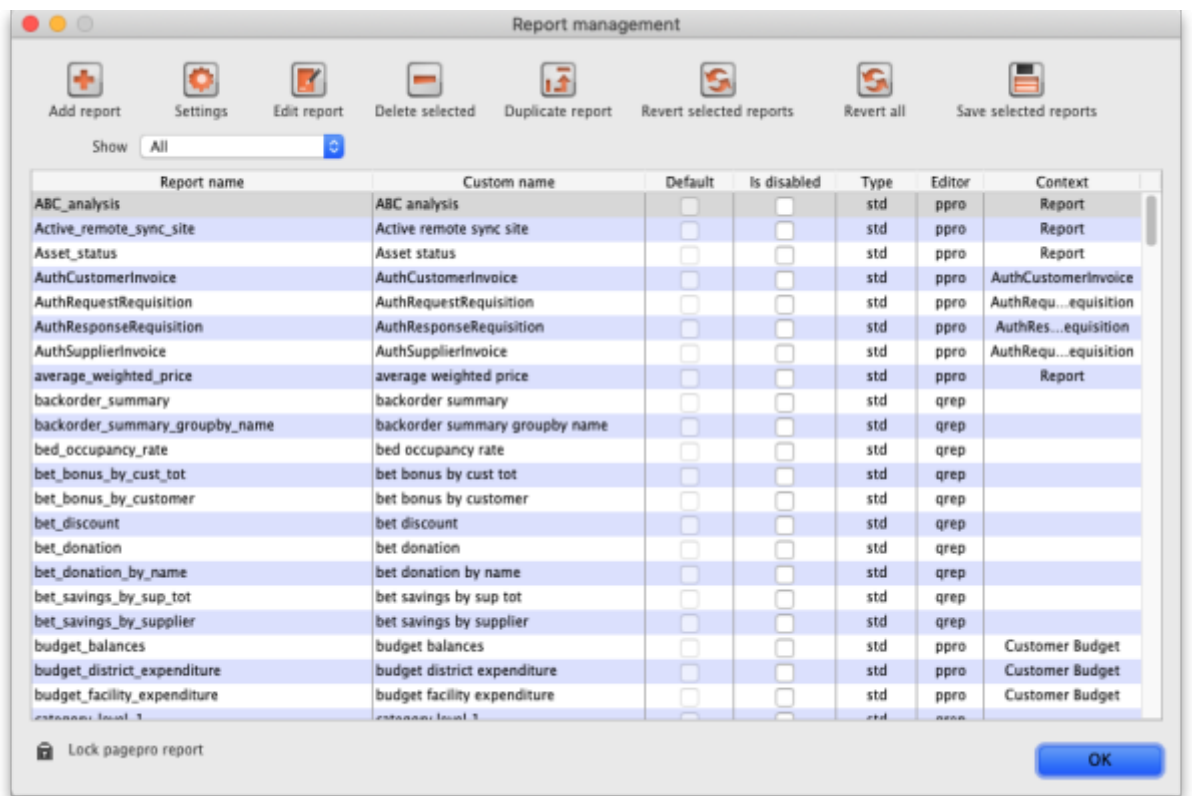 Report management
Add report Settings Edit report Delete selected Duplicate report Revert selected reports Revert all Save selected reports
Show All
Report name Custom name Default Is disabled Type Editor Context
ABC_analysis ABC analysis std ppro Report
Active_remote_sync_site Active remote sync site std ppro Report
Asset_status Asset status std ppro Report
AuthCustomerInvoice AuthCustomerInvoice std ppro AuthCustomerInvoice
AuthRequestRequisition AuthRequestRequisition std ppro AuthRequ...equisition
AuthResponseRequisition AuthResponseRequisition std ppro AuthRes...equisition
AuthSupplierInvoice AuthSupplierInvoice std ppro AuthRequ...equisition
average_weighted_price average weighted price std ppro Report
backorder_summary backorder summary std qrep
backorder_summary_groupby_name backorder summary groupby name std qrep
bed_occupancy_rate bed occupancy rate std qrep
bet_bonus_by_cust_tot bet bonus by cust tot std qrep
bet_bonus_by_customer bet bonus by customer std qrep
bet_discount bet discount std qrep
bet_donation bet donation std qrep
bet_donation_by_name bet donation by name std qrep
bet_savings_by_sup_tot bet savings by sup tot std qrep
bet_savings_by_supplier bet savings by supplier std qrep
budget_balances budget balances std ppro Customer Budget
budget_district_expenditure budget district expenditure std ppro Customer Budget
budget_facility_expenditure budget facility expenditure std ppro Customer Budget
category_level_1 category level 1 std qrep
Lock pagepro report
OK